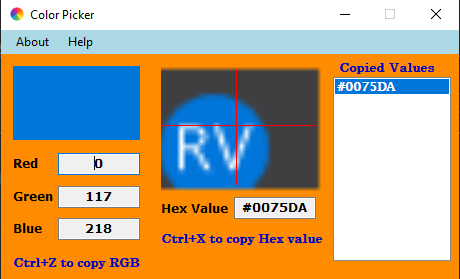 Color Picker
About Help
Copied Values
#0075DA
RV
Red 0
Green 117
Hex Value #0075DA
Blue 218
Ctrl+X to copy Hex value
Ctrl+Z to copy RGB